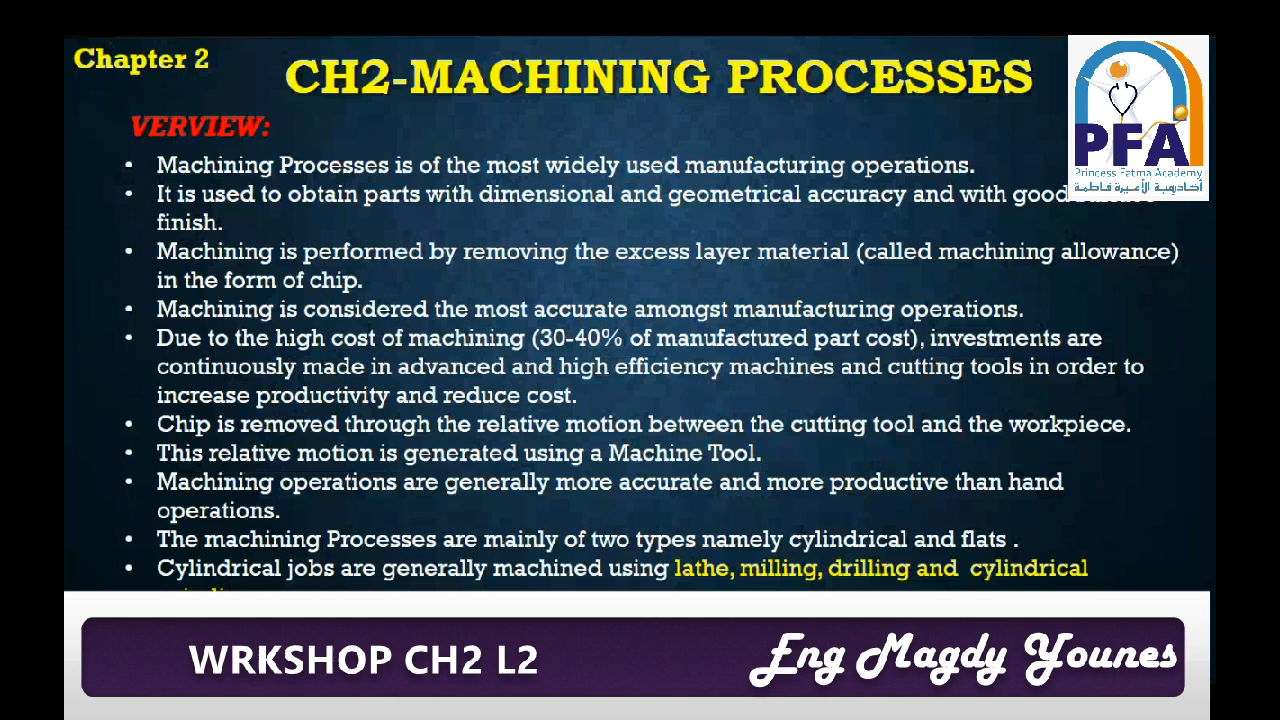 Chapter 2
CH2-MACHINING PROCESSES
VERVIEW:
PFA
Princess Fatma Academy
أكاديمية الأميرة فاطمة
• Machining Processes is of the most widely used manufacturing operations.
• It is used to obtain parts with dimensional and geometrical accuracy and with good
finish.
• Machining is performed by removing the excess layer material (called machining allowance)
in the form of chip.
• Machining is considered the most accurate amongst manufacturing operations.
• Due to the high cost of machining (30-40% of manufactured part cost), investments are
continuously made in advanced and high efficiency machines and cutting tools in order to
increase productivity and reduce cost.
• Chip is removed through the relative motion between the cutting tool and the workpiece.
• This relative motion is generated using a Machine Tool.
• Machining operations are generally more accurate and more productive than hand
operations.
• The machining Processes are mainly of two types namely cylindrical and flats .
• Cylindrical jobs are generally machined using lathe, milling, drilling and cylindrical
WRKSHOP CH2 L2
Eng Magdy Younes